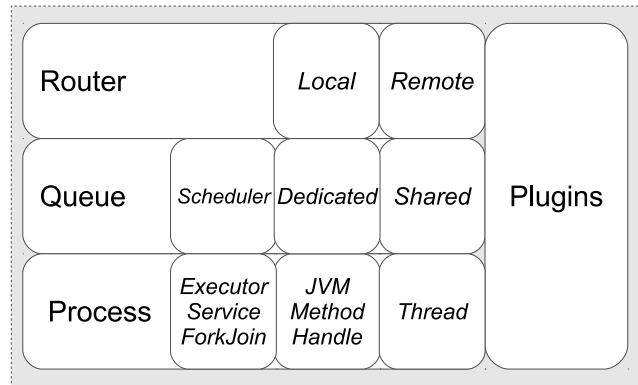 Router
Local
Remote
Queue
Scheduler
Dedicated
Shared
Plugins
Process
Executor
Service
ForkJoin
JVM
Method
Handle
Thread